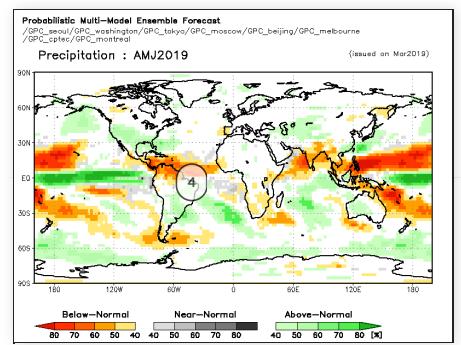 Probabilistic Multi-Model Ensemble Forecast
/GPC_seoul/GPC_washington/GPC_tokyo/GPC_moscow/GPC_beijing/GPC_melbourne
/GPC_cptec/GPC_montreal
Precipitation : AMJ2019
(issued on Mar2019)
90N
60N
30N
EQ
30S
60S
90S
4
180 120W 60W 0 60E 120E 180
Below-Normal Near-Normal Above-Normal
80 70 60 50 40 40 50 60 70 80 40 50 60 70 80 [%]